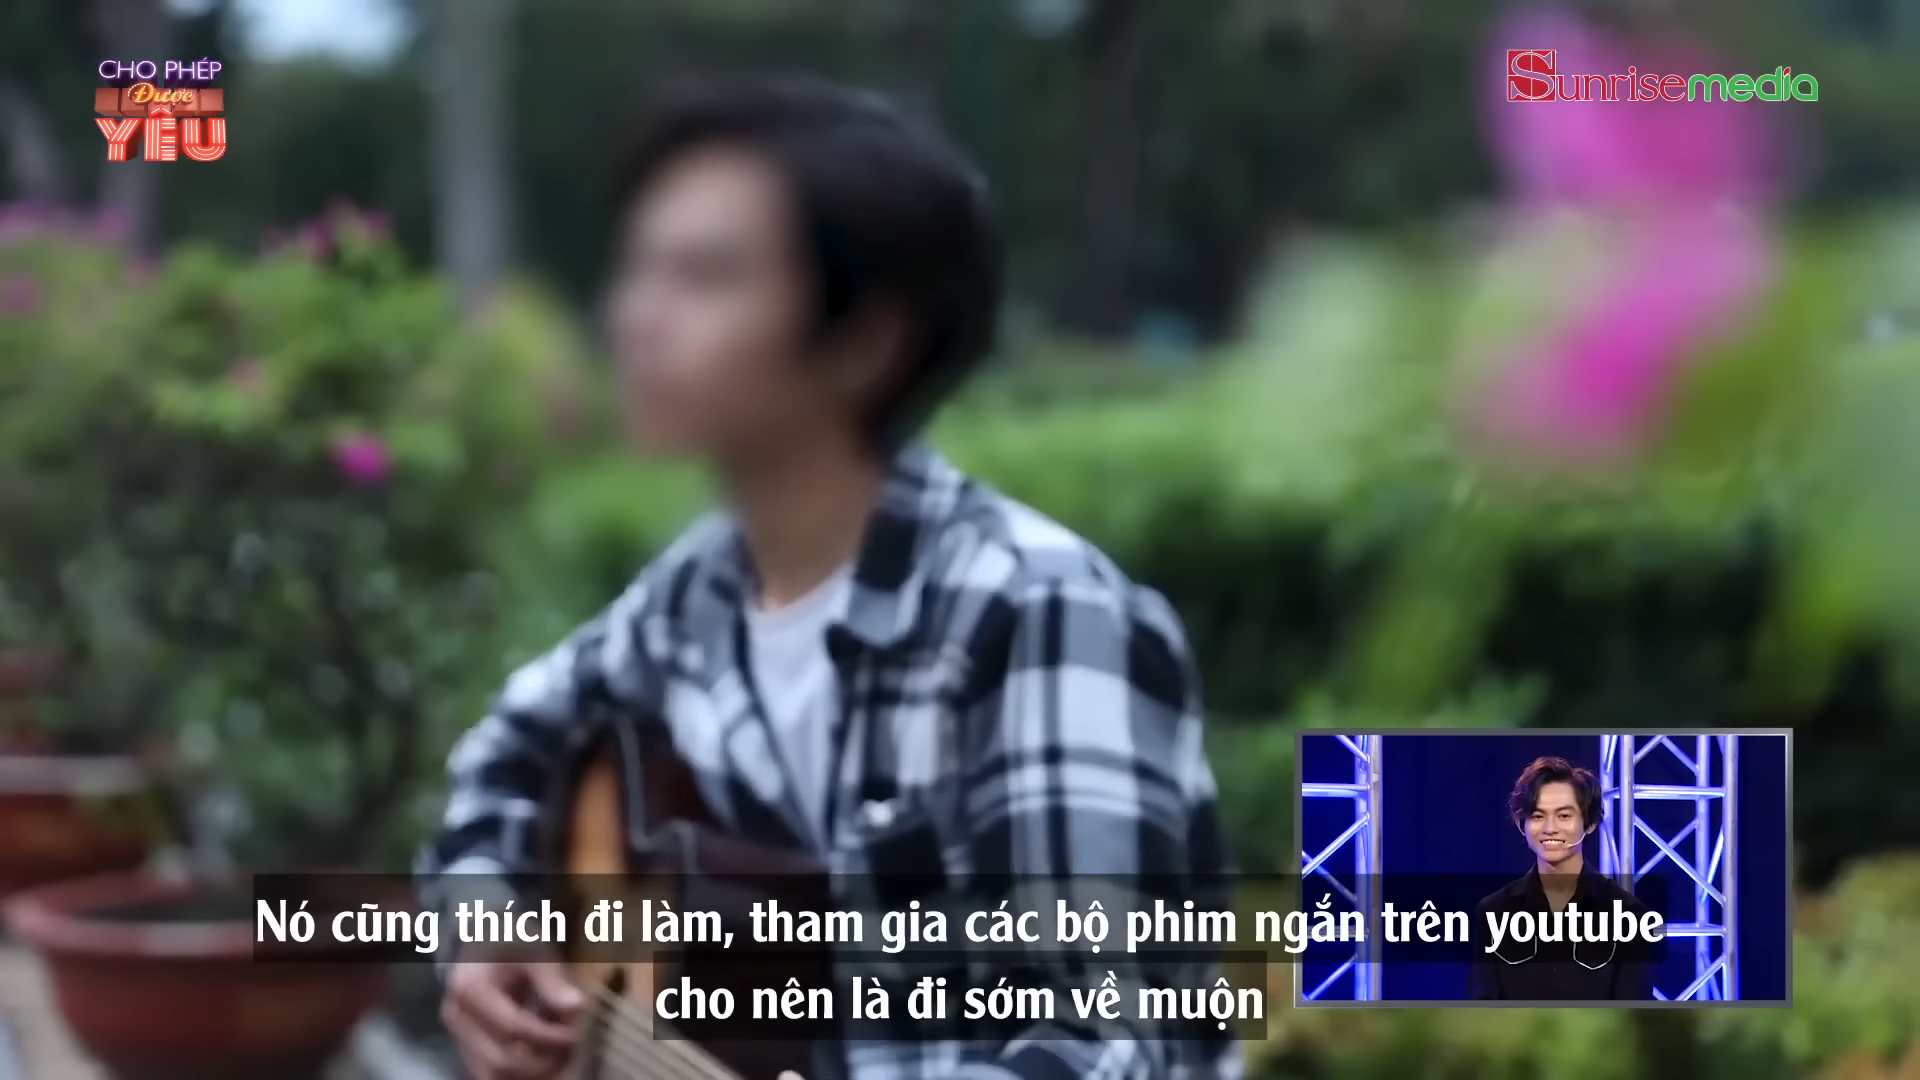 CHO PHÉP
Được
YÊU
Sunrisemedia
Nó cũng thích đi làm, tham gia các bộ phim ngắn trên youtube
cho nên là đi sớm về muộn